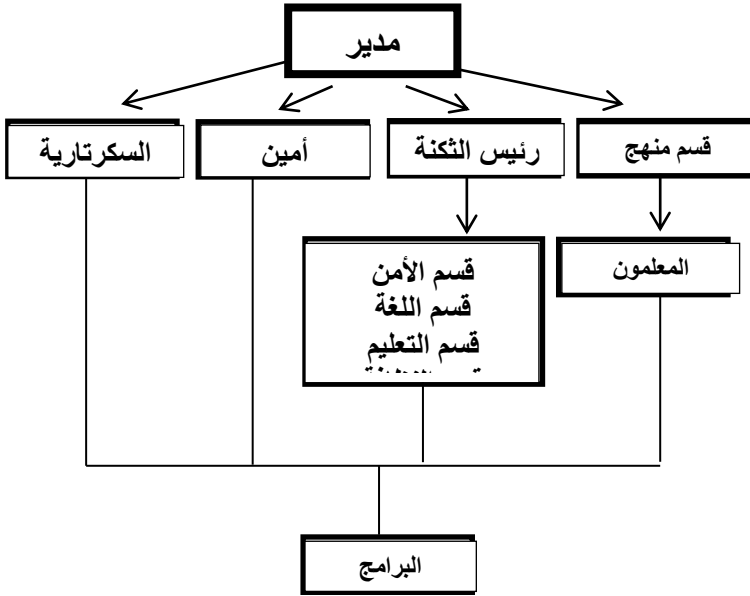 مدير
قسم منهج
رئيس الثكنة
أمين
السكرتارية
المعلمون
قسم الأمن
قسم اللغة
قسم التعليم
البرامج